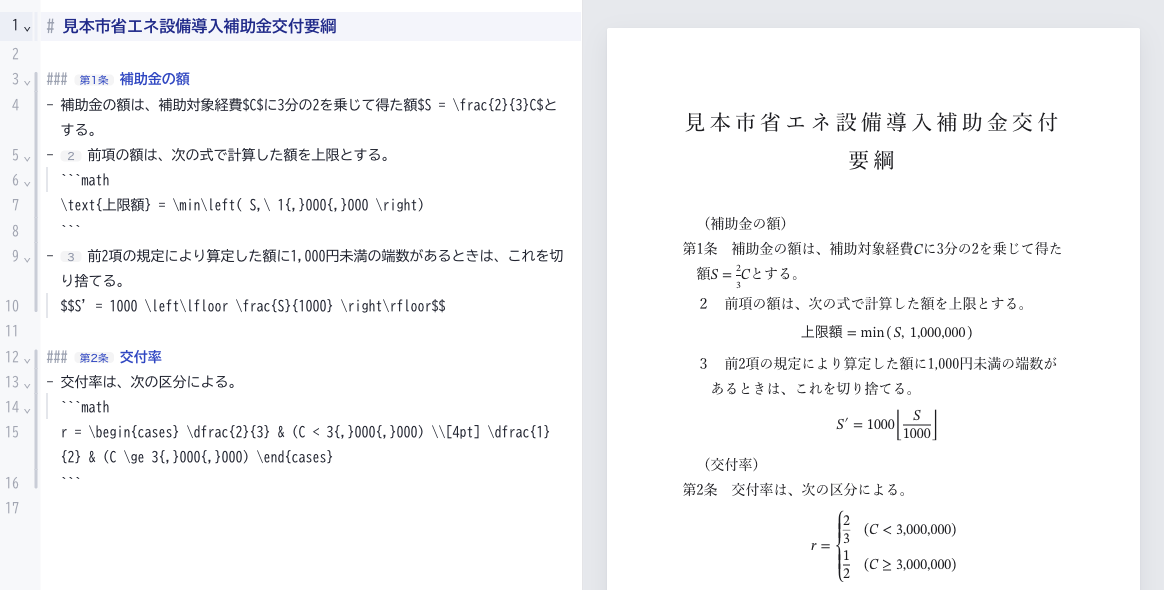 1 # 見本市省エネ設備導入補助金交付要綱
2
3 ### 第1条 補助金の額
4 - 補助金の額は、補助対象経費$C$に3分の2を乗じて得た額$S = \frac{2}{3}C$と
する。
5 - 2 前項の額は、次の式で計算した額を上限とする。
6 ```math
7 \text{上限額} = \min\left( S,\ 1{,}000{,}000 \right)
8 ```
9 - 3 前2項の規定により算定した額に1,000円未満の端数があるときは、これを切
り捨てる。
10 $$S' = 1000 \left\lfloor \frac{S}{1000} \right\rfloor$$
11
12 ### 第2条 交付率
13 - 交付率は、次の区分による。
14 ```math
15 r = \begin{cases} \dfrac{2}{3} & (C < 3{,}000{,}000) \\[4pt] \dfrac{1}
{2} & (C \ge 3{,}000{,}000) \end{cases}
16 ```
17
見本市省エネ設備導入補助金交付
要綱
（補助金の額）
第1条　補助金の額は、補助対象経費Cに3分の2を乗じて得た
額S = 2/3 Cとする。
2　前項の額は、次の式で計算した額を上限とする。
上限額 = min(S, 1,000,000)
3　前2項の規定により算定した額に1,000円未満の端数が
あるときは、これを切り捨てる。
S′ = 1000⌊S/1000⌋
（交付率）
第2条　交付率は、次の区分による。
r = { 2/3 (C < 3,000,000)
1/2 (C ≥ 3,000,000)